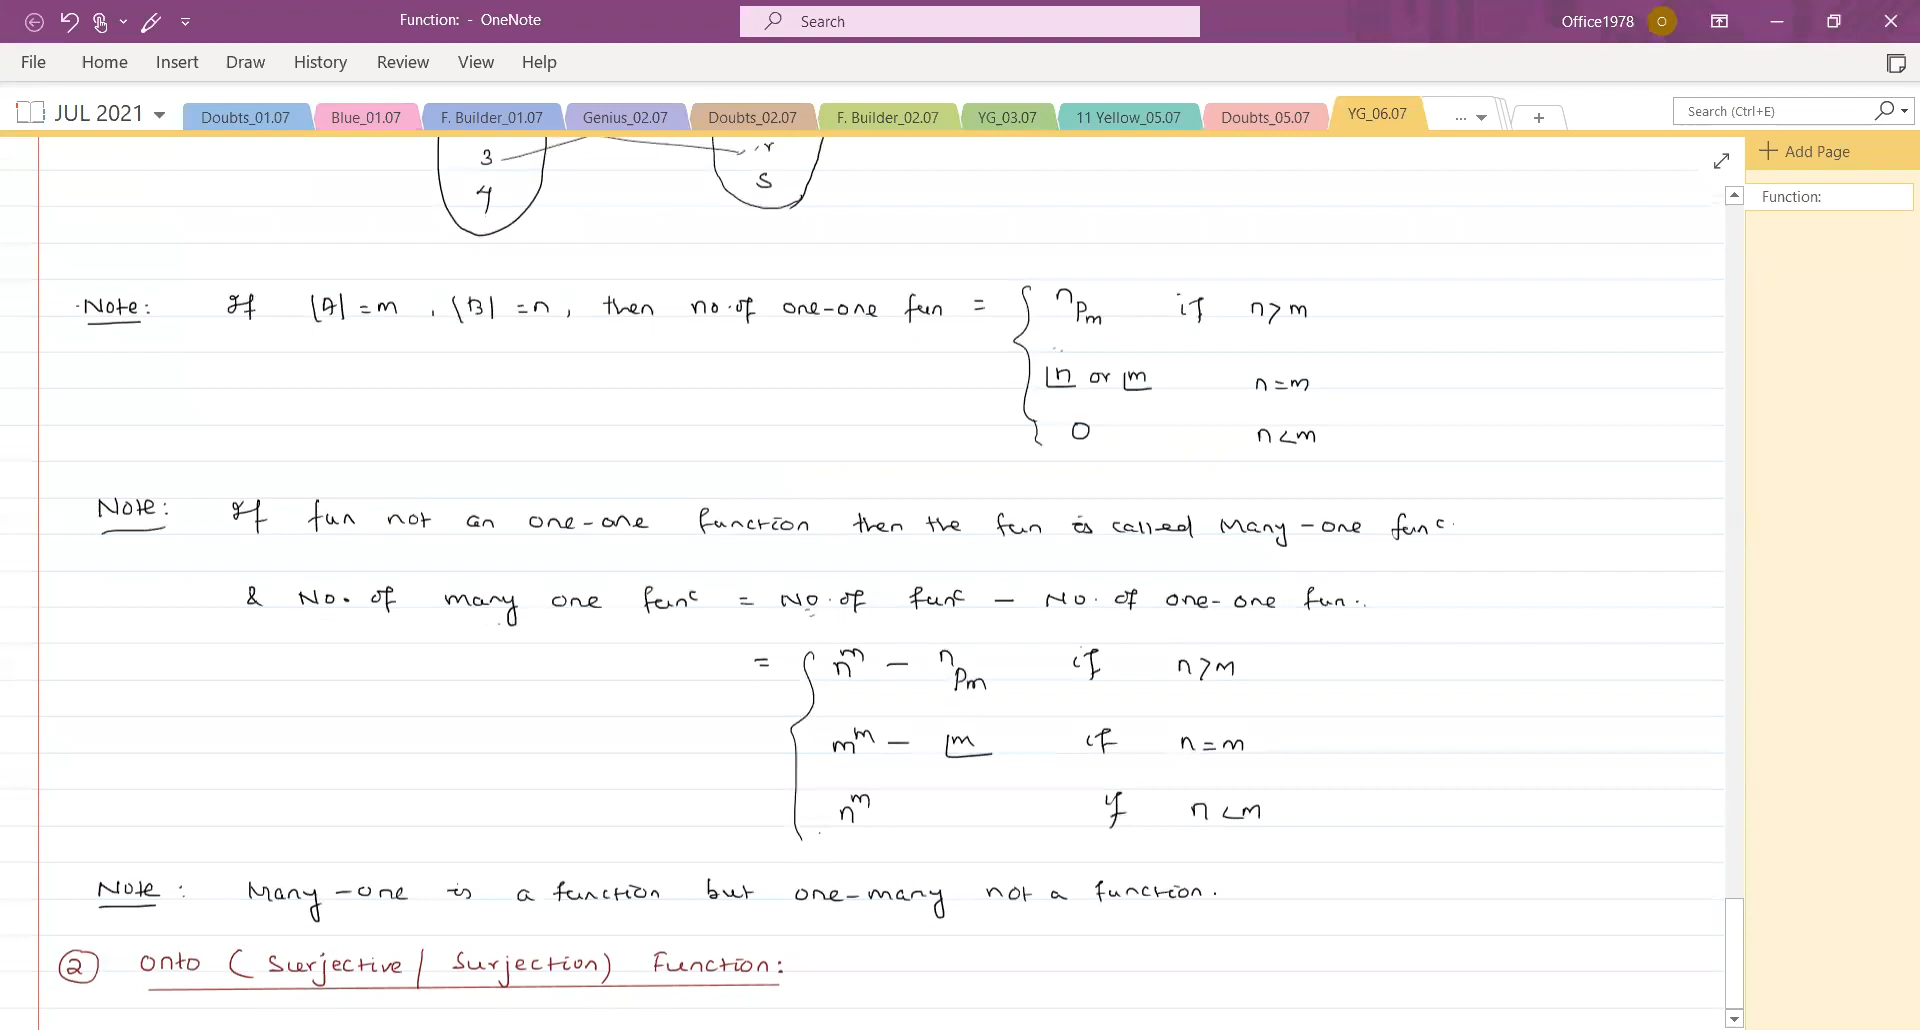 Function: - OneNote
Search
Office1978
O
File Home Insert Draw History Review View Help
JUL 2021
Doubts_01.07 Blue_01.07 F. Builder_01.07 Genius_02.07 Doubts_02.07 F. Builder_02.07 YG_03.07 11 Yellow_05.07 Doubts_05.07 YG_06.07 ... +
Search (Ctrl+E)
Add Page
Function:
3 r
4 s
Note: If |A| = m , |B| = n , then no. of one-one fun = { ⁿPₘ if n>m
⌊n or ⌊m n=m
0 n<m
Note: If fun not an one-one function then the fun is called Many-one funᶜ.
& No. of many one funᶜ = No. of funᶜ – No. of one-one fun.
= { nᵐ – ⁿPₘ if n>m
mᵐ – ⌊m if n=m
nᵐ if n<m
Note: Many-one is a function but one-many not a function.
② Onto (Surjective / Surjection) Function: